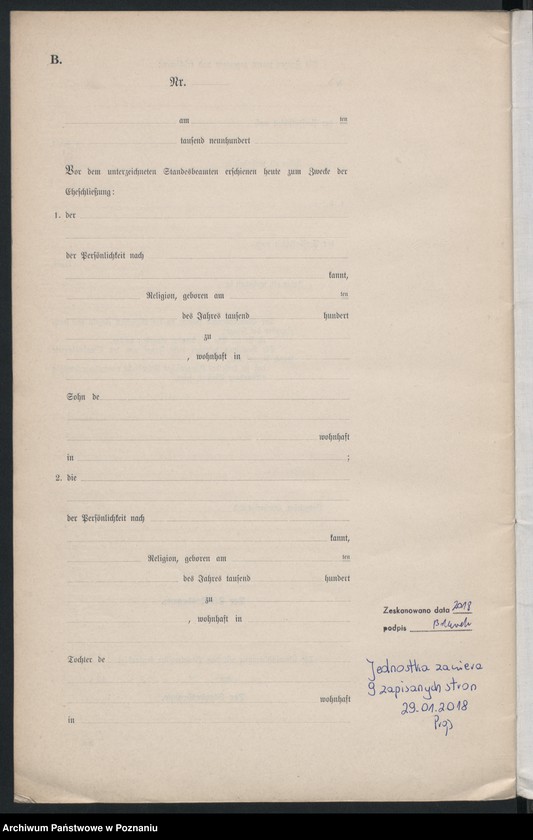 B.
Nr.
am ten
tausend neunhundert
Vor dem unterzeichneten Standesbeamten erschienen heute zum Zwecke der
Eheschließung:
1. der
der Persönlichkeit nach
kannt,
Religion, geboren am ten
des Jahres tausend hundert
zu
, wohnhaft in
Sohn de
wohnhaft
in ;
2. die
der Persönlichkeit nach
kannt,
Religion, geboren am ten
des Jahres tausend hundert
zu
, wohnhaft in
Tochter de
wohnhaft
in
Zeskanowano data 2018
podpis
Jednostka zawiera
9 zapisanych stron
29.01.2018
Archiwum Państwowe w Poznaniu